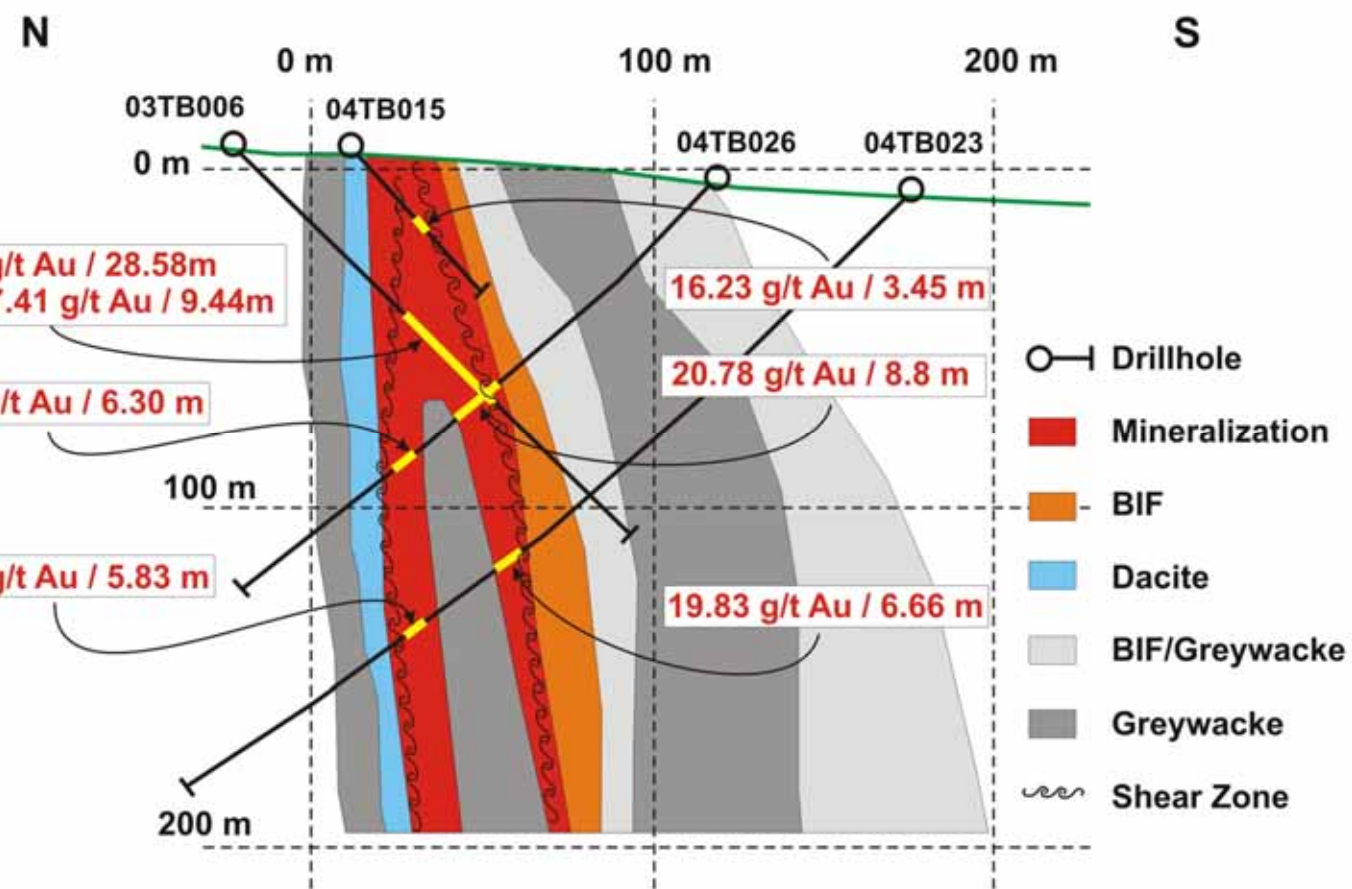 N
S
0 m
100 m
200 m
03TB006
04TB015
04TB026
04TB023
0 m
g/t Au / 28.58m
7.41 g/t Au / 9.44m
16.23 g/t Au / 3.45 m
20.78 g/t Au / 8.8 m
/t Au / 6.30 m
100 m
g/t Au / 5.83 m
19.83 g/t Au / 6.66 m
200 m
Drillhole
Mineralization
BIF
Dacite
BIF/Greywacke
Greywacke
Shear Zone